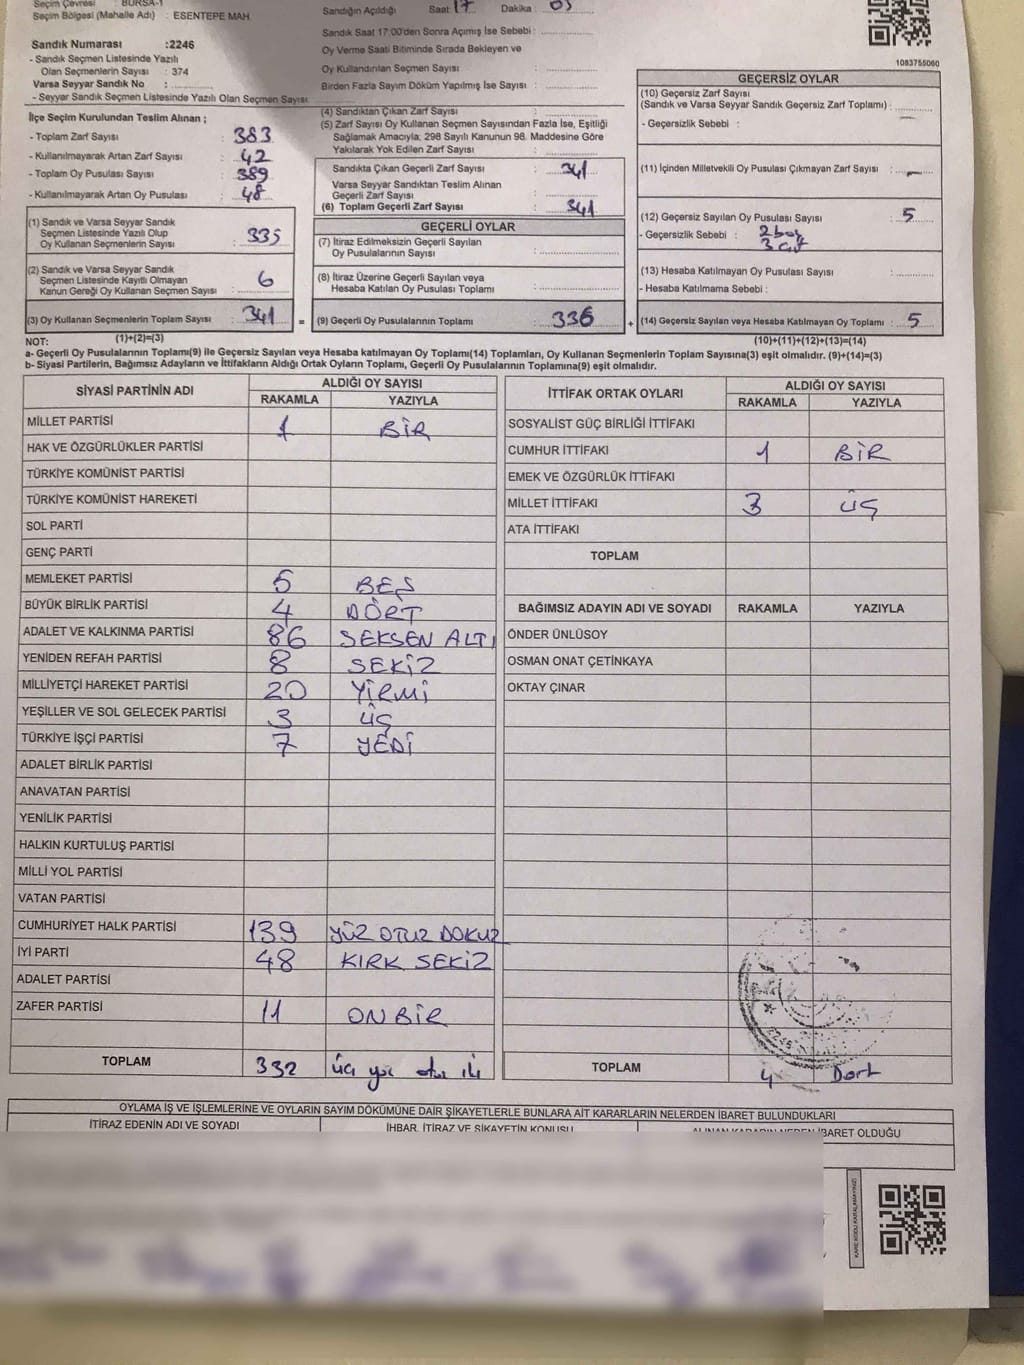 Seçim Çevresi : BURSA-1
Seçim Bölgesi (Mahalle Adı) : ESENTEPE MAH.
Sandık Numarası :2246
- Sandık Seçmen Listesinde Yazılı
Olan Seçmenlerin Sayısı : 374
Varsa Seyyar Sandık No :
- Seyyar Sandık Seçmen Listesinde Yazılı Olan Seçmen Sayısı
İlçe Seçim Kurulundan Teslim Alınan ;
- Toplam Zarf Sayısı : 383
- Kullanılmayarak Artan Zarf Sayısı : 42
- Toplam Oy Pusulası Sayısı : 389
- Kullanılmayarak Artan Oy Pusulası : 48
(1) Sandık ve Varsa Seyyar Sandık
Seçmen Listesinde Yazılı Olup
Oy Kullanan Seçmenlerin Sayısı : 335
(2) Sandık ve Varsa Seyyar Sandık
Seçmen Listesinde Kayıtlı Olmayan
Kanun Gereği Oy Kullanan Seçmen Sayısı : 6
(3) Oy Kullanan Seçmenlerin Toplam Sayısı : 341
Sandığın Açıldığı Saat 17 Dakika : 05
Sandık Saat 17:00'den Sonra Açımış İse Sebebi :
Oy Verme Saati Bitiminde Sırada Bekleyen ve
Oy Kullandırılan Seçmen Sayısı
Birden Fazla Sayım Döküm Yapılmış İse Sayısı :
(4) Sandıktan Çıkan Zarf Sayısı :
(5) Zarf Sayısı Oy Kullanan Seçmen Sayısından Fazla İse, Eşitliği
Sağlamak Amacıyla, 298 Sayılı Kanunun 98. Maddesine Göre
Yakılarak Yok Edilen Zarf Sayısı :
Sandıkta Çıkan Geçerli Zarf Sayısı : 341
Varsa Seyyar Sandıktan Teslim Alınan
Geçerli Zarf Sayısı :
(6) Toplam Geçerli Zarf Sayısı : 341
GEÇERLİ OYLAR
(7) İtiraz Edilmeksizin Geçerli Sayılan
Oy Pusulalarının Sayısı :
(8) İtiraz Üzerine Geçerli Sayılan veya
Hesaba Katılan Oy Pusulası Toplamı :
= (9) Geçerli Oy Pusulalarının Toplamı : 336
1083755060
GEÇERSİZ OYLAR
(10) Geçersiz Zarf Sayısı
(Sandık ve Varsa Seyyar Sandık Geçersiz Zarf Toplamı) :
- Geçersizlik Sebebi :
(11) İçinden Milletvekili Oy Pusulası Çıkmayan Zarf Sayısı :
(12) Geçersiz Sayılan Oy Pusulası Sayısı : 5
- Geçersizlik Sebebi : 2 boş
(13) Hesaba Katılmayan Oy Pusulası Sayısı :
- Hesaba Katılmama Sebebi :
+ (14) Geçersiz Sayılan veya Hesaba Katılmayan Oy Toplamı : 5
NOT: (1)+(2)=(3) (10)+(11)+(12)+(13)=(14)
a- Geçerli Oy Pusulalarının Toplamı(9) ile Geçersiz Sayılan veya Hesaba katılmayan Oy Toplamı(14) Toplamları, Oy Kullanan Seçmenlerin Toplam Sayısına(3) eşit olmalıdır. (9)+(14)=(3)
b- Siyasi Partilerin, Bağımsız Adayların ve İttifakların Aldığı Ortak Oyların Toplamı, Geçerli Oy Pusulalarının Toplamına(9) eşit olmalıdır.
SİYASİ PARTİNİN ADI ALDIĞI OY SAYISI
RAKAMLA YAZIYLA
MİLLET PARTİSİ 1 BİR
HAK VE ÖZGÜRLÜKLER PARTİSİ
TÜRKİYE KOMÜNİST PARTİSİ
TÜRKİYE KOMÜNİST HAREKETİ
SOL PARTİ
GENÇ PARTİ
MEMLEKET PARTİSİ 5 BEŞ
BÜYÜK BİRLİK PARTİSİ 4 DÖRT
ADALET VE KALKINMA PARTİSİ 86 SEKSEN ALTI
YENİDEN REFAH PARTİSİ 8 SEKİZ
MİLLİYETÇİ HAREKET PARTİSİ 20 YİRMİ
YEŞİLLER VE SOL GELECEK PARTİSİ 3 ÜÇ
TÜRKİYE İŞÇİ PARTİSİ 7 YEDİ
ADALET BİRLİK PARTİSİ
ANAVATAN PARTİSİ
YENİLİK PARTİSİ
HALKIN KURTULUŞ PARTİSİ
MİLLİ YOL PARTİSİ
VATAN PARTİSİ
CUMHURİYET HALK PARTİSİ 139 YÜZ OTUZ DOKUZ
İYİ PARTİ 48 KIRK SEKİZ
ADALET PARTİSİ
ZAFER PARTİSİ 11 ONBİR
TOPLAM 332 üç yüz otuz iki
İTTİFAK ORTAK OYLARI ALDIĞI OY SAYISI
RAKAMLA YAZIYLA
SOSYALİST GÜÇ BİRLİĞİ İTTİFAKI
CUMHUR İTTİFAKI 1 BİR
EMEK VE ÖZGÜRLÜK İTTİFAKI
MİLLET İTTİFAKI 3 ÜÇ
ATA İTTİFAKI
TOPLAM
BAĞIMSIZ ADAYIN ADI VE SOYADI RAKAMLA YAZIYLA
ÖNDER ÜNLÜSOY
OSMAN ONAT ÇETİNKAYA
OKTAY ÇINAR
2246
TOPLAM 4 Dört
OYLAMA İŞ VE İŞLEMLERİNE VE OYLARIN SAYIM DÖKÜMÜNE DAİR ŞİKAYETLERLE BUNLARA AİT KARARLARIN NELERDEN İBARET BULUNDUKLARI
İTİRAZ EDENİN ADI VE SOYADI İHBAR, İTİRAZ VE ŞİKAYETİN KONUSU ALINAN KARARIN NEDEN İBARET OLDUĞU
KARE KODU KARALAMAYINIZ!